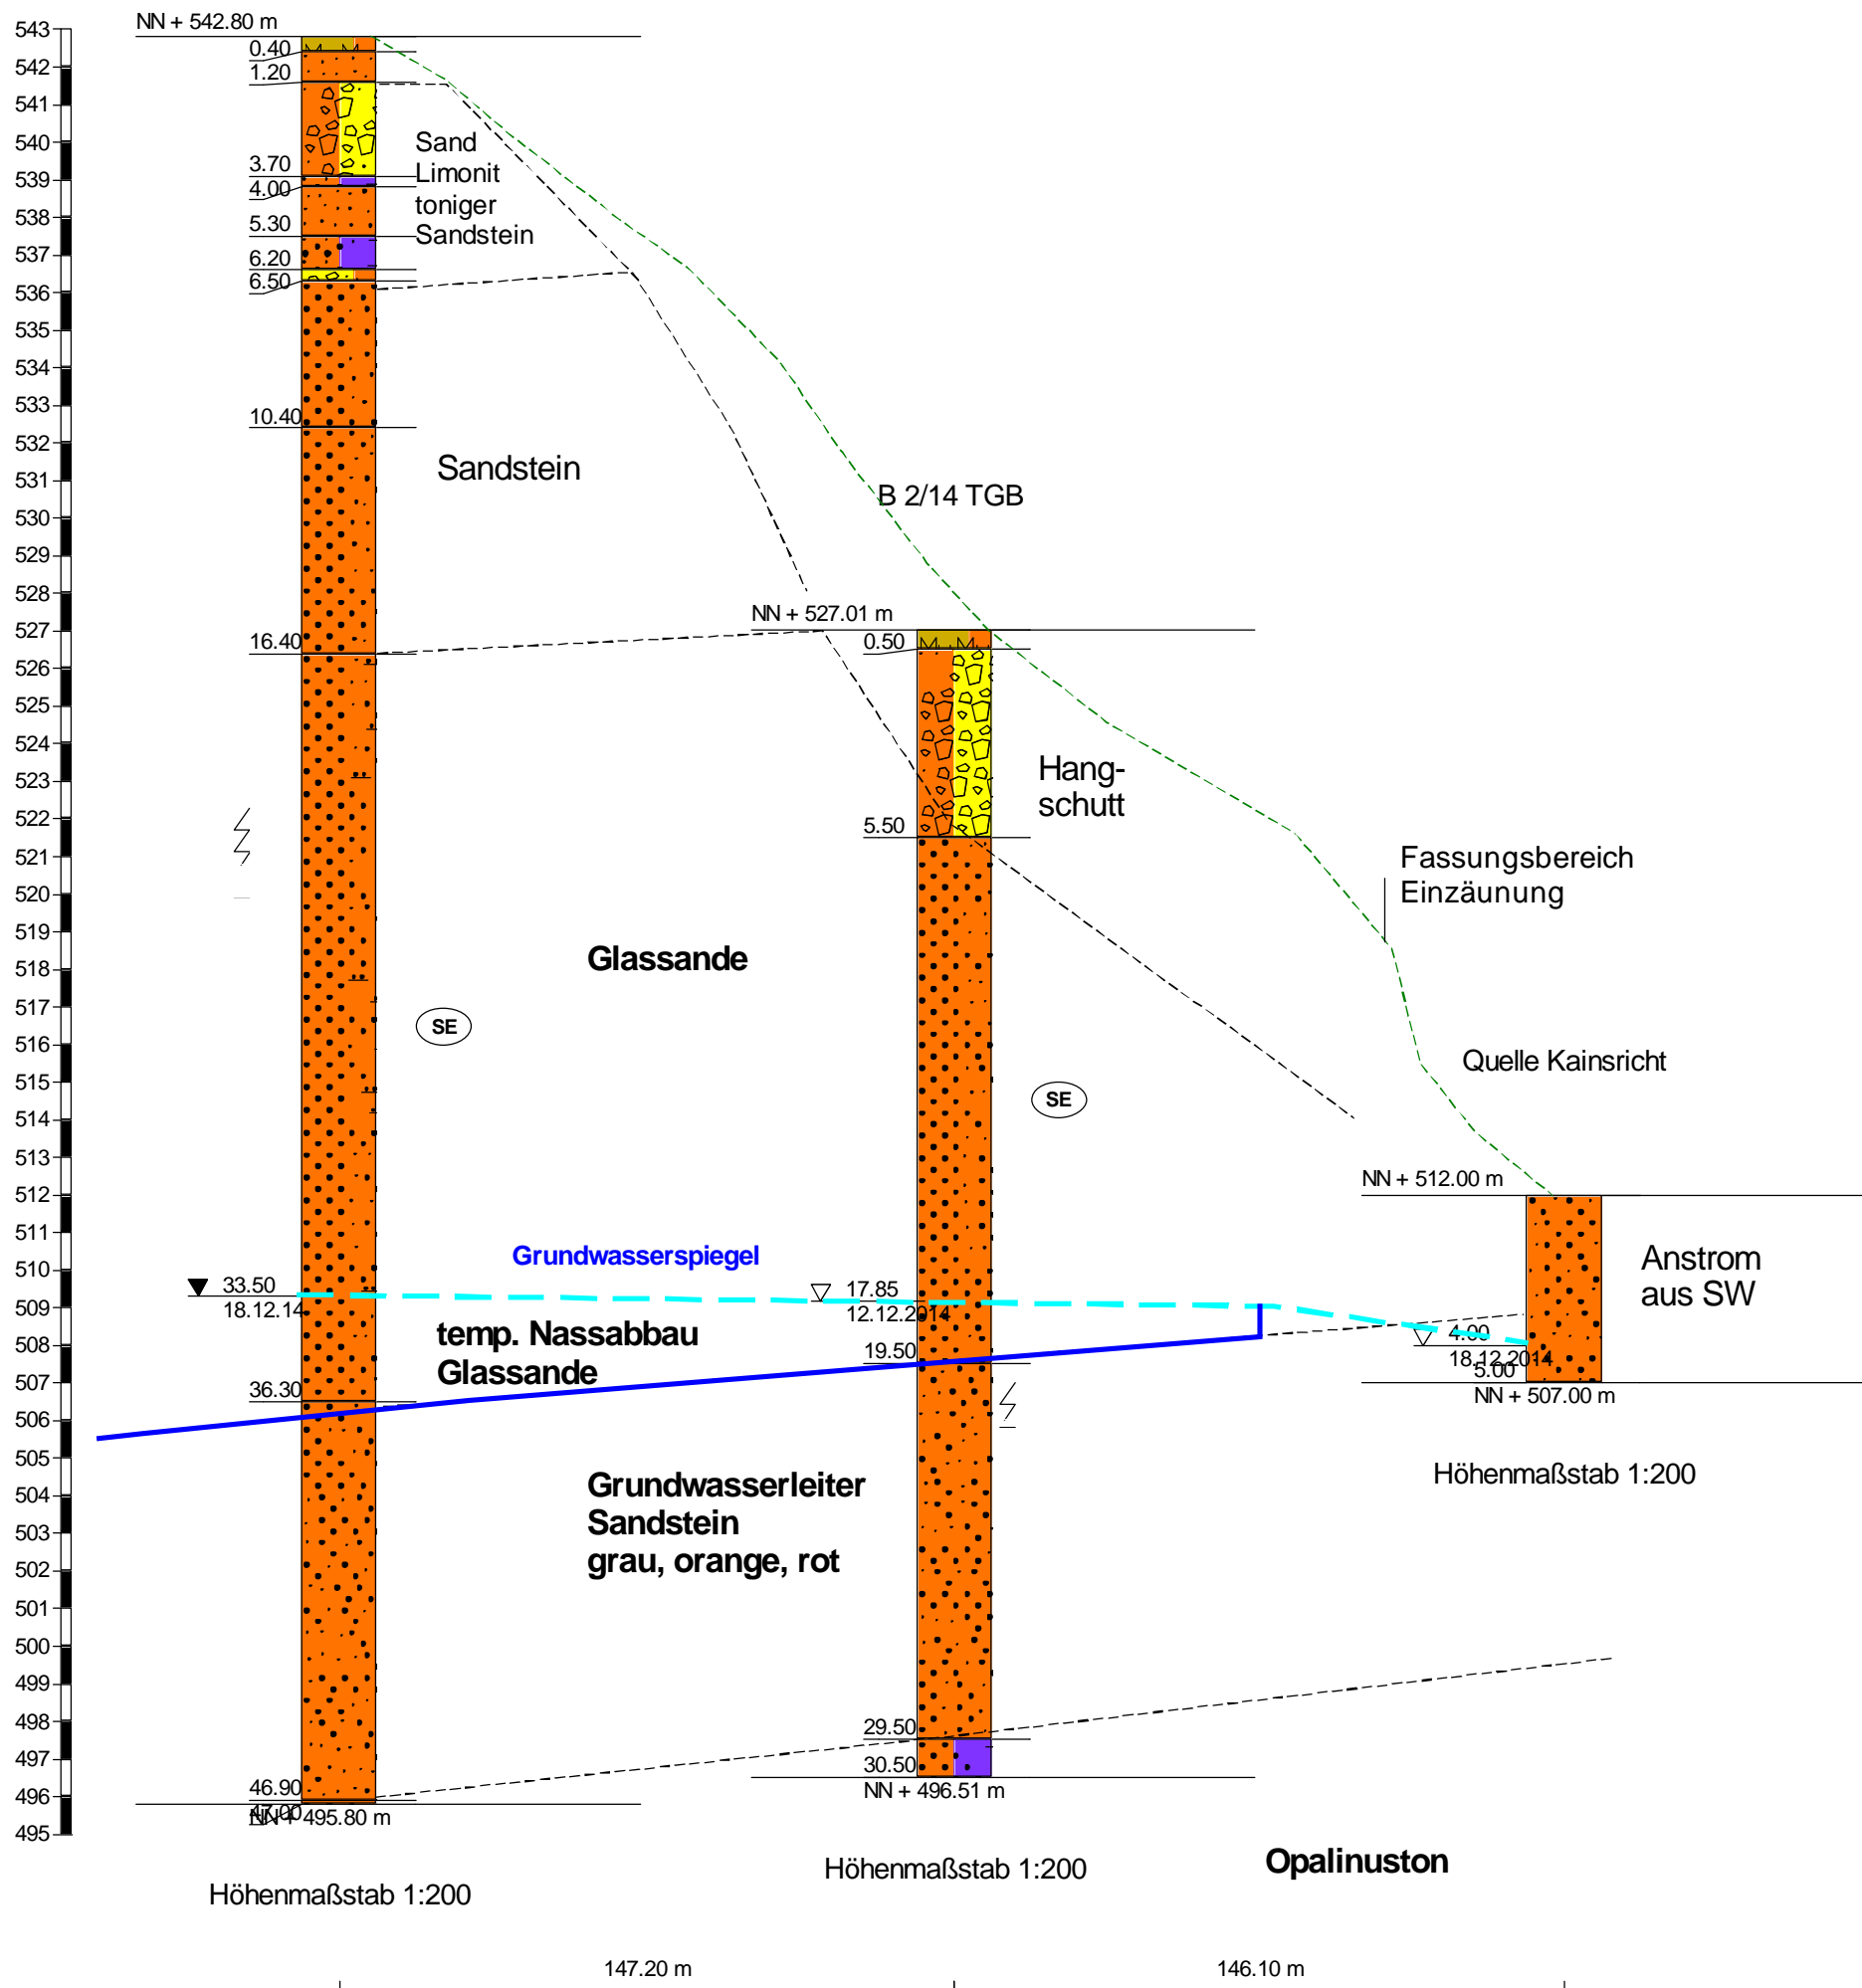 NN + 542.80 m
543
542
541
540
539
538
537
536
535
534
533
532
531
530
529
528
527
526
525
524
523
522
521
520
519
518
517
516
515
514
513
512
511
510
509
508
507
506
505
504
503
502
501
500
499
498
497
496
495
0.40
1.20
3.70
4.00
5.30
6.20
6.50
10.40
16.40
33.50
18.12.14
36.30
46.90
47.00
NN + 495.80 m
Höhenmaßstab 1:200
Sand
Limonit
toniger
Sandstein
Sandstein
B 2/14 TGB
NN + 527.01 m
0.50
5.50
Hang-
schutt
Fassungsbereich
Einzäunung
Glassande
SE
SE
Quelle Kainsricht
NN + 512.00 m
Grundwasserspiegel
17.85
12.12.2014
19.50
temp. Nassabbau
Glassande
Anstrom
aus SW
4.00
18.12.2014
5.00
NN + 507.00 m
Höhenmaßstab 1:200
Grundwasserleiter
Sandstein
grau, orange, rot
29.50
30.50
NN + 496.51 m
Höhenmaßstab 1:200
Opalinuston
147.20 m
146.10 m